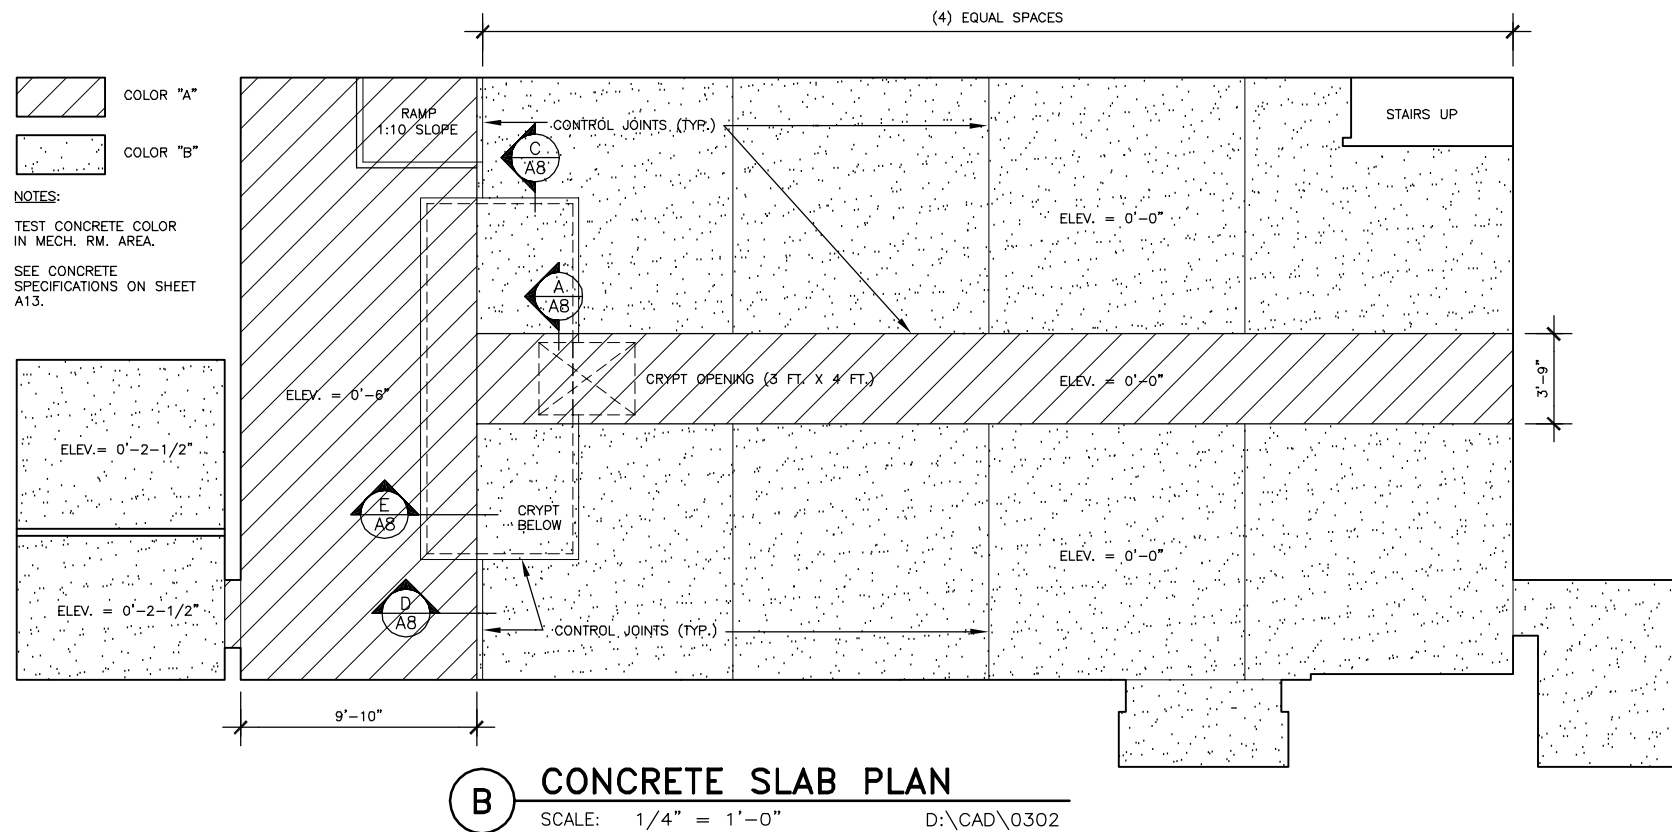 (4) EQUAL SPACES
COLOR "A"
COLOR "B"
NOTES:
TEST CONCRETE COLOR
IN MECH. RM. AREA.
SEE CONCRETE
SPECIFICATIONS ON SHEET
A13.
RAMP
1:10 SLOPE
CONTROL JOINTS (TYP.)
STAIRS UP
C
A8
ELEV. = 0'-0"
A
A8
CRYPT OPENING (3 FT. X 4 FT.)
ELEV. = 0'-0"
3'-9"
ELEV. = 0'-6"
ELEV.= 0'-2-1/2"
E
A8
CRYPT
BELOW
ELEV. = 0'-0"
ELEV. = 0'-2-1/2"
D
A8
CONTROL JOINTS (TYP.)
9'-10"
B
CONCRETE SLAB PLAN
SCALE: 1/4" = 1'-0"
D:\CAD\0302